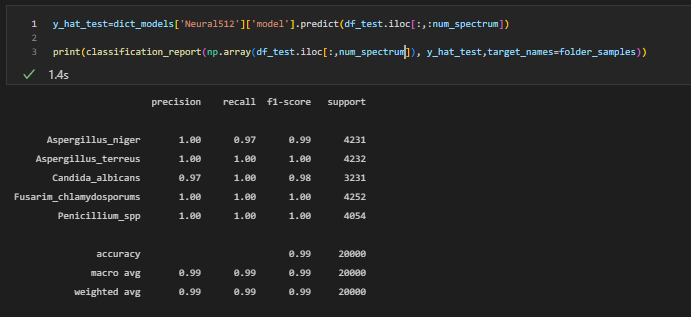 1 y_hat_test=dict_models['Neural512']['model'].predict(df_test.iloc[:,:num_spectrum])
2
3 print(classification_report(np.array(df_test.iloc[:,num_spectrum]), y_hat_test,target_names=folder_samples))
✓ 1.4s
precision recall f1-score support
Aspergillus_niger 1.00 0.97 0.99 4231
Aspergillus_terreus 1.00 1.00 1.00 4232
Candida_albicans 0.97 1.00 0.98 3231
Fusarim_chlamydosporums 1.00 1.00 1.00 4252
Penicillium_spp 1.00 1.00 1.00 4054
accuracy 0.99 20000
macro avg 0.99 0.99 0.99 20000
weighted avg 0.99 0.99 0.99 20000